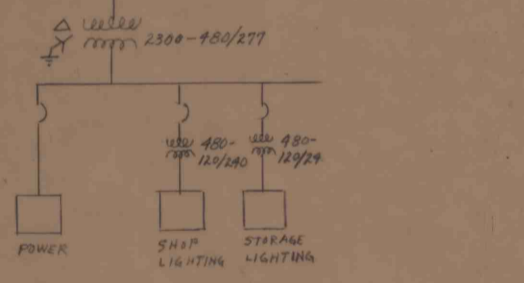 2300-480/277
480-
120/240
480-
120/24
POWER
SHOP
LIGHTING
STORAGE
LIGHTING